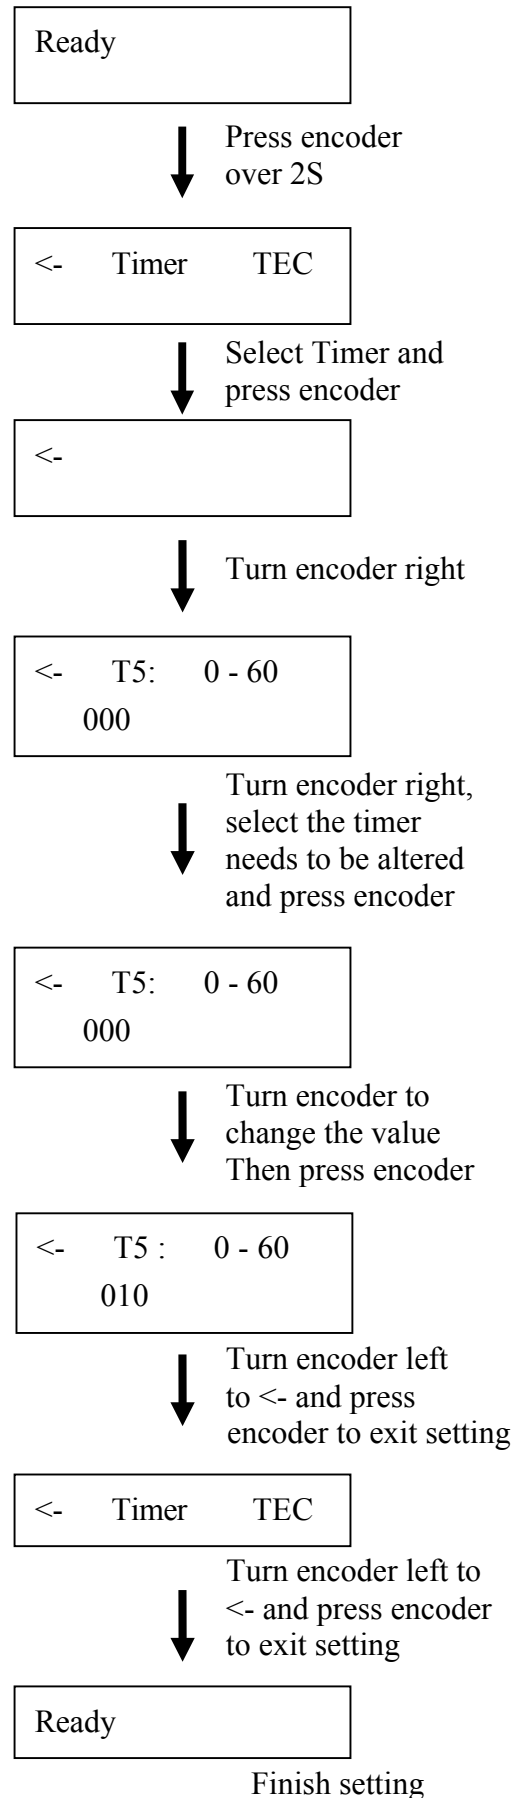 Ready
Press encoder
over 2S
<- Timer TEC
Select Timer and
press encoder
<-
Turn encoder right
<- T5: 0 - 60
000
Turn encoder right,
select the timer
needs to be altered
and press encoder
<- T5: 0 - 60
000
Turn encoder to
change the value
Then press encoder
<- T5 : 0 - 60
010
Turn encoder left
to <- and press
encoder to exit setting
<- Timer TEC
Turn encoder left to
<- and press encoder
to exit setting
Ready
Finish setting